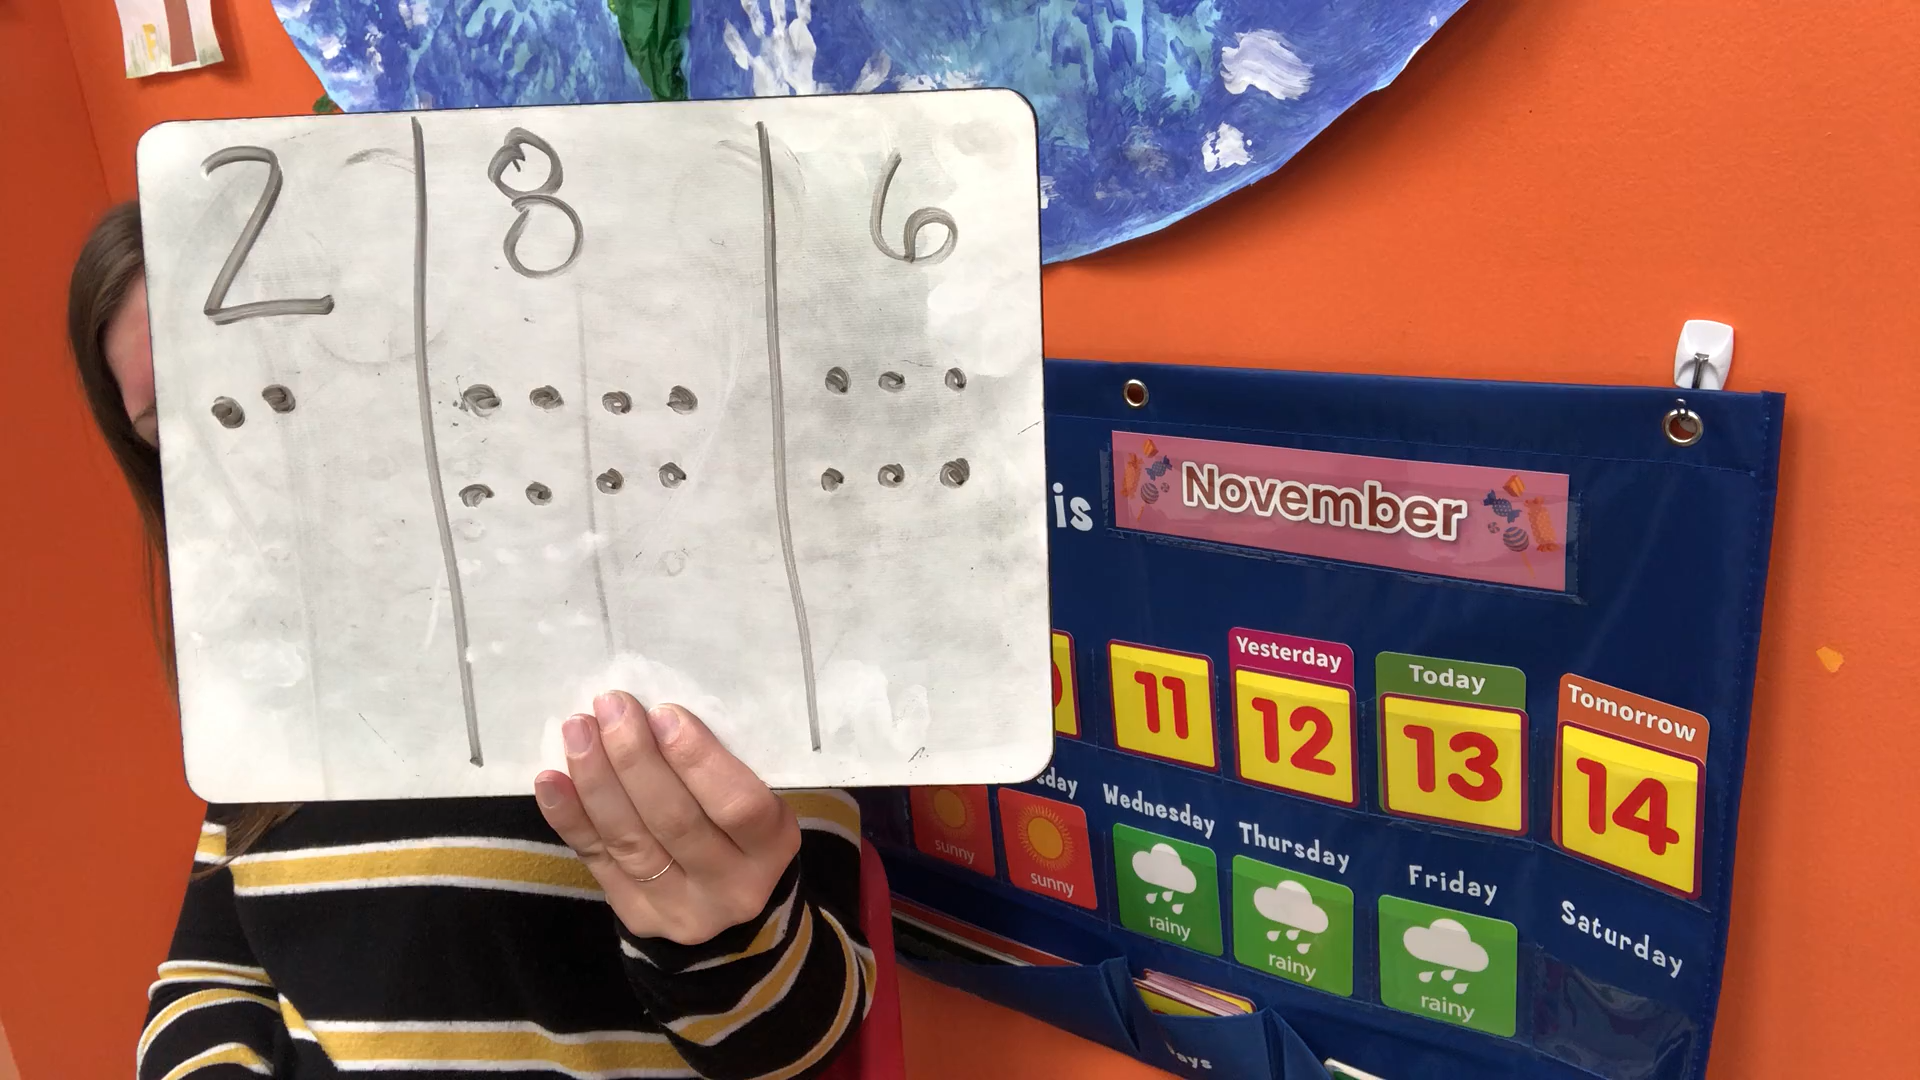 2 8 6
is November
11 Yesterday 12 Today 13 Tomorrow 14
Wednesday Thursday Friday Saturday
sunny sunny rainy rainy rainy